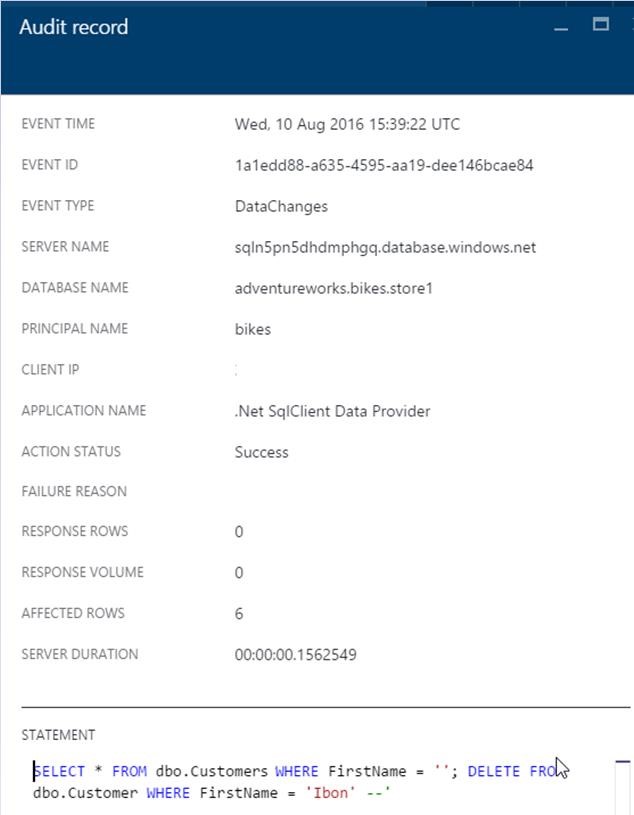 Audit record
EVENT TIME Wed, 10 Aug 2016 15:39:22 UTC
EVENT ID 1a1edd88-a635-4595-aa19-dee146bcae84
EVENT TYPE DataChanges
SERVER NAME sqln5pn5dhdmphgq.database.windows.net
DATABASE NAME adventureworks.bikes.store1
PRINCIPAL NAME bikes
CLIENT IP
APPLICATION NAME .Net SqlClient Data Provider
ACTION STATUS Success
FAILURE REASON
RESPONSE ROWS 0
RESPONSE VOLUME 0
AFFECTED ROWS 6
SERVER DURATION 00:00:00.1562549
STATEMENT
SELECT * FROM dbo.Customers WHERE FirstName = ''; DELETE FRO
dbo.Customer WHERE FirstName = 'Ibon' --'